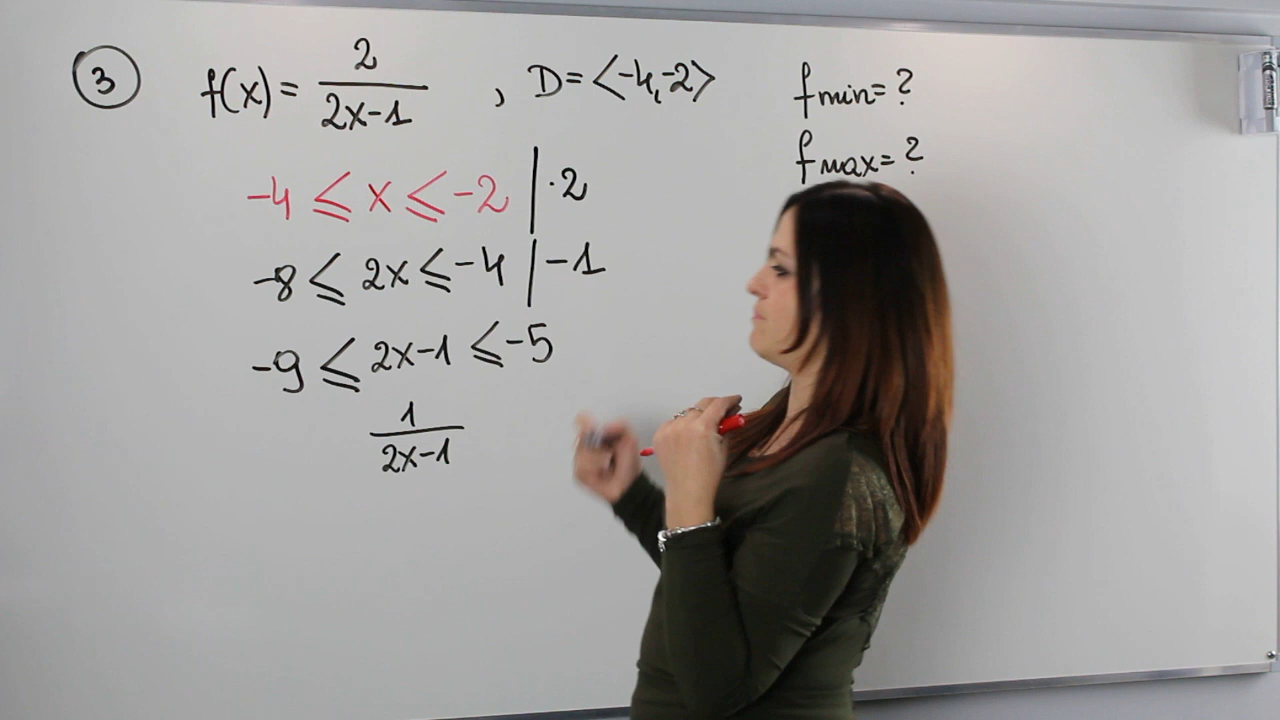 ③ f(x) = 2/(2x-1) , D = <-4,-2>
fmin = ?
fmax = ?
-4 ≤ x ≤ -2 | ·2
-8 ≤ 2x ≤ -4 | -1
-9 ≤ 2x-1 ≤ -5
1/(2x-1)